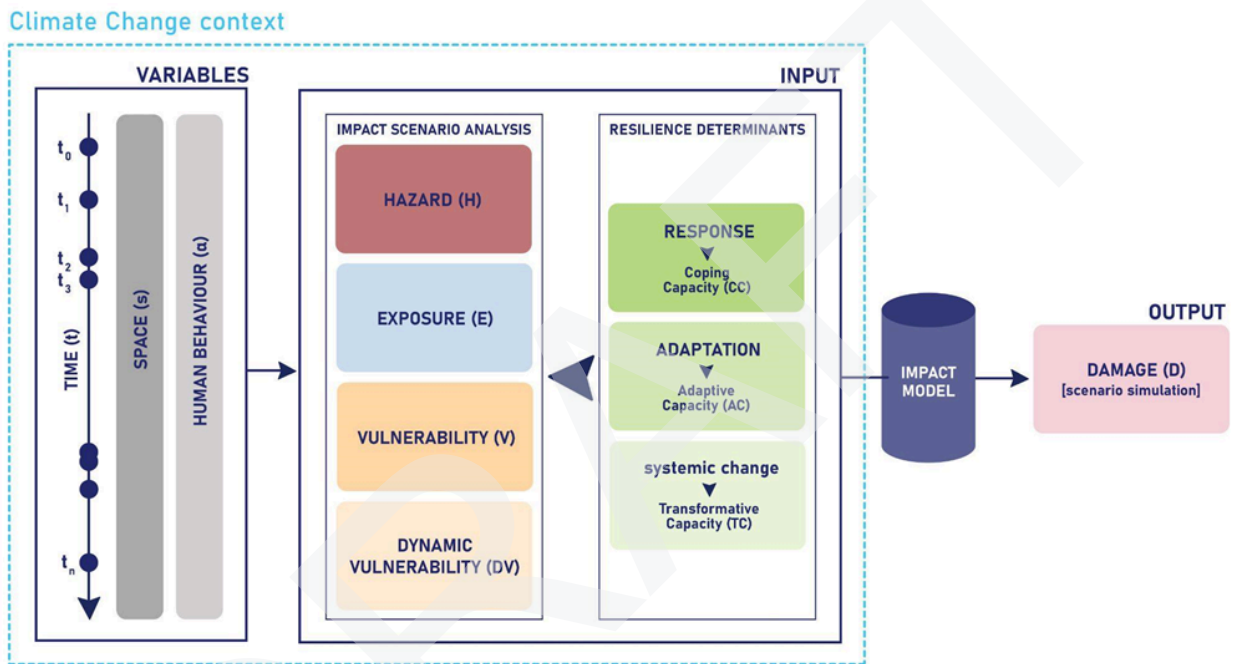 Climate Change context
VARIABLES
INPUT
t0
t1
t2
t3
tn
TIME (t)
SPACE (s)
HUMAN BEHAVIOUR (α)
IMPACT SCENARIO ANALYSIS
HAZARD (H)
EXPOSURE (E)
VULNERABILITY (V)
DYNAMIC
VULNERABILITY (DV)
RESILIENCE DETERMINANTS
RESPONSE
Coping
Capacity (CC)
ADAPTATION
Adaptive
Capacity (AC)
systemic change
Transformative
Capacity (TC)
IMPACT
MODEL
OUTPUT
DAMAGE (D)
[scenario simulation]
DRAFT